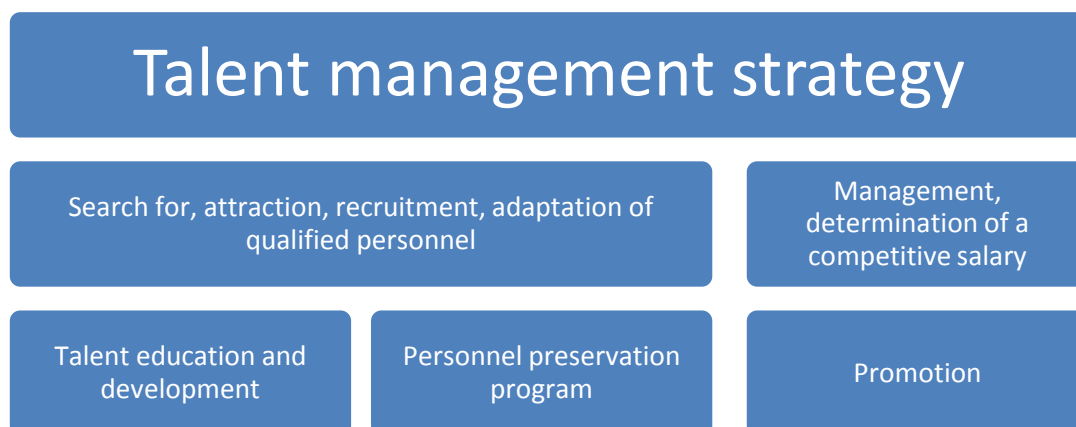 Talent management strategy
Search for, attraction, recruitment, adaptation of
qualified personnel
Management,
determination of a
competitive salary
Talent education and
development
Personnel preservation
program
Promotion